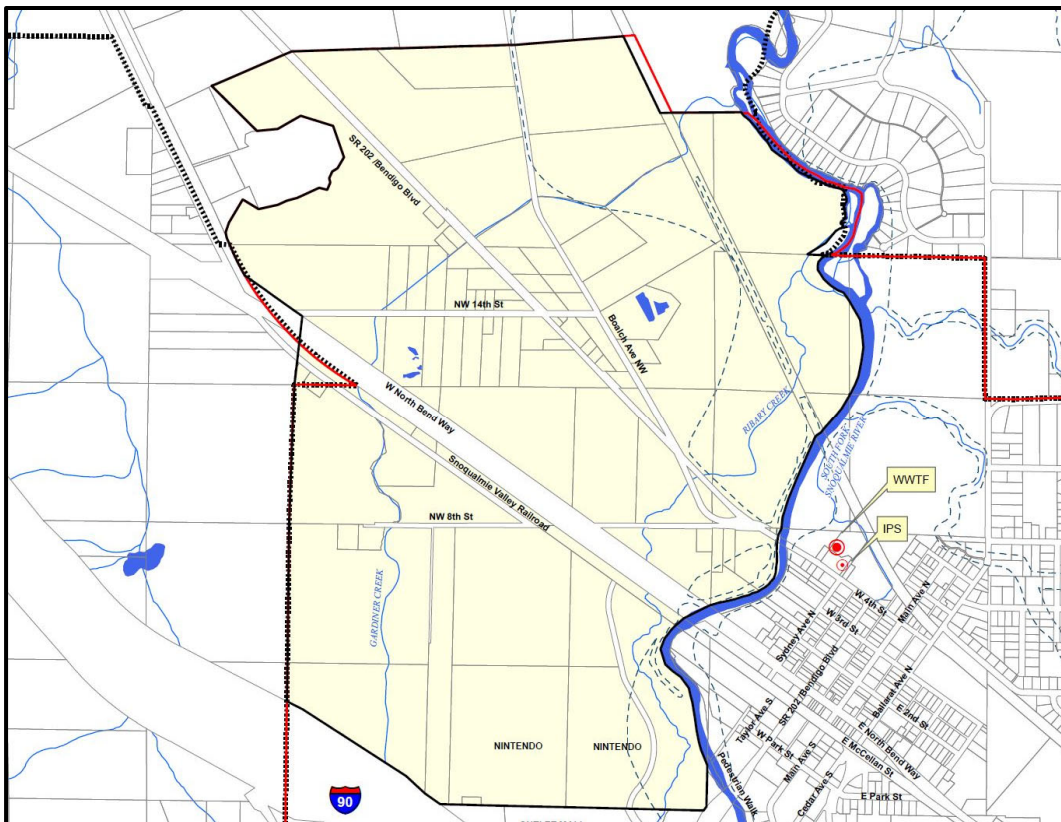 SR 202 /Bendigo Blvd
NW 14th St
Boalch Ave NW
W North Bend Way
RIBARY CREEK
SOUTH FORK
SNOQUALMIE RIVER
WWTF
Snoqualmie Valley Railroad
IPS
NW 8th St
GARDINER CREEK
W 4th St
Main Ave N
W 3rd St
Sydney Ave N
SR 202 /Bendigo Blvd
Ballarat Ave N
E 2nd St
Taylor Ave S
E North Bend Way
W Park St
E McClellan St
NINTENDO
NINTENDO
Main Ave S
Pedestrian Walk
Cedar Ave S
E Park St
90